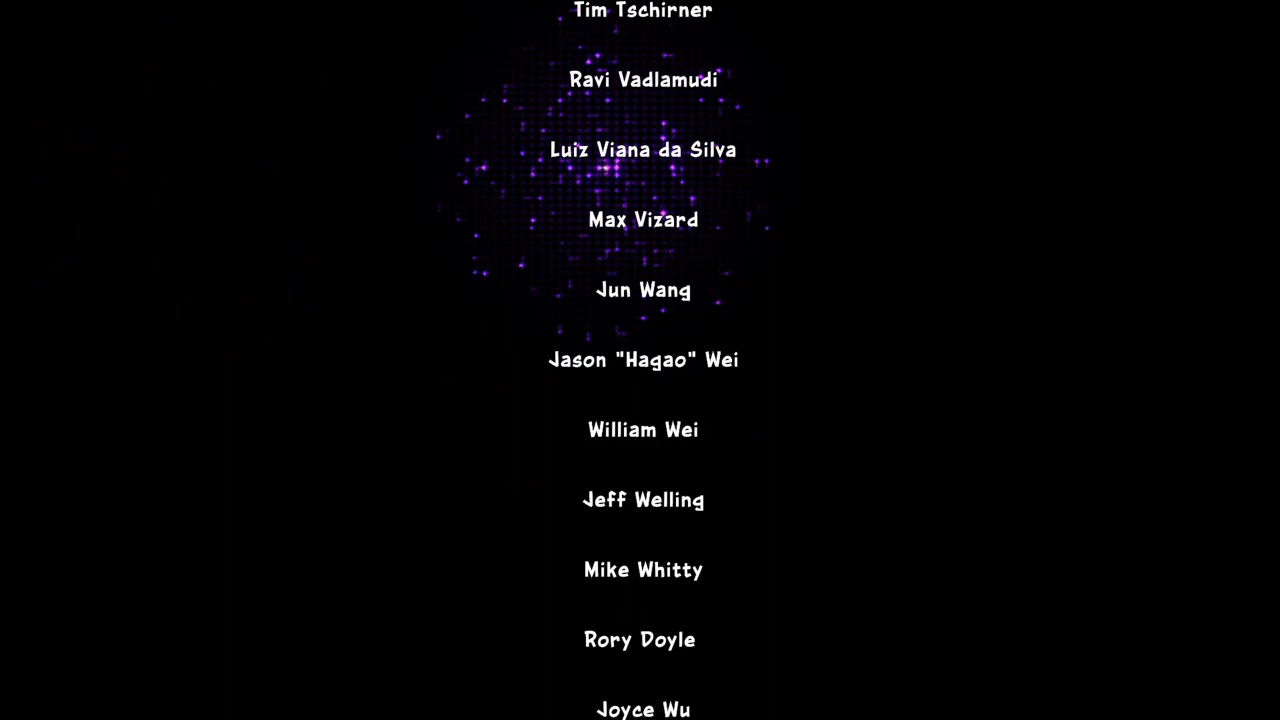 Tim Tschirner
Ravi Vadlamudi
Luiz Viana da Silva
Max Vizard
Jun Wang
Jason "Hagao" Wei
William Wei
Jeff Welling
Mike Whitty
Rory Doyle
Joyce Wu